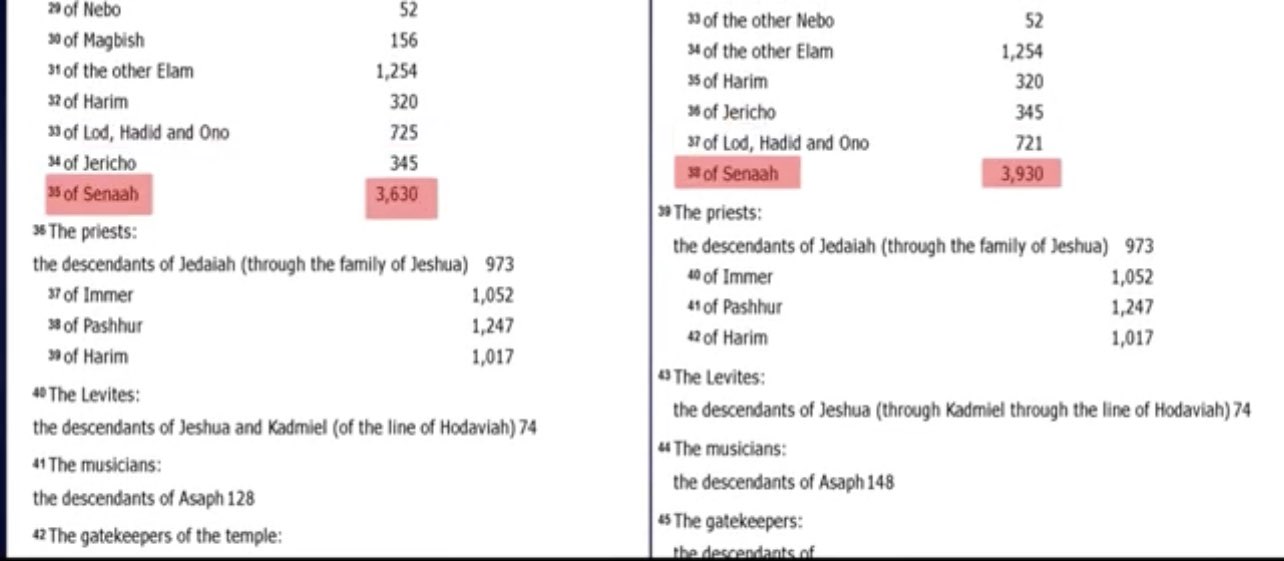 29 of Nebo 52
30 of Magbish 156
31 of the other Elam 1,254
32 of Harim 320
33 of Lod, Hadid and Ono 725
34 of Jericho 345
35 of Senaah 3,630
36 The priests:
the descendants of Jedaiah (through the family of Jeshua) 973
37 of Immer 1,052
38 of Pashhur 1,247
39 of Harim 1,017
40 The Levites:
the descendants of Jeshua and Kadmiel (of the line of Hodaviah) 74
41 The musicians:
the descendants of Asaph 128
42 The gatekeepers of the temple:
33 of the other Nebo 52
34 of the other Elam 1,254
35 of Harim 320
36 of Jericho 345
37 of Lod, Hadid and Ono 721
38 of Senaah 3,930
39 The priests:
the descendants of Jedaiah (through the family of Jeshua) 973
40 of Immer 1,052
41 of Pashhur 1,247
42 of Harim 1,017
43 The Levites:
the descendants of Jeshua (through Kadmiel through the line of Hodaviah) 74
44 The musicians:
the descendants of Asaph 148
45 The gatekeepers:
the descendants of